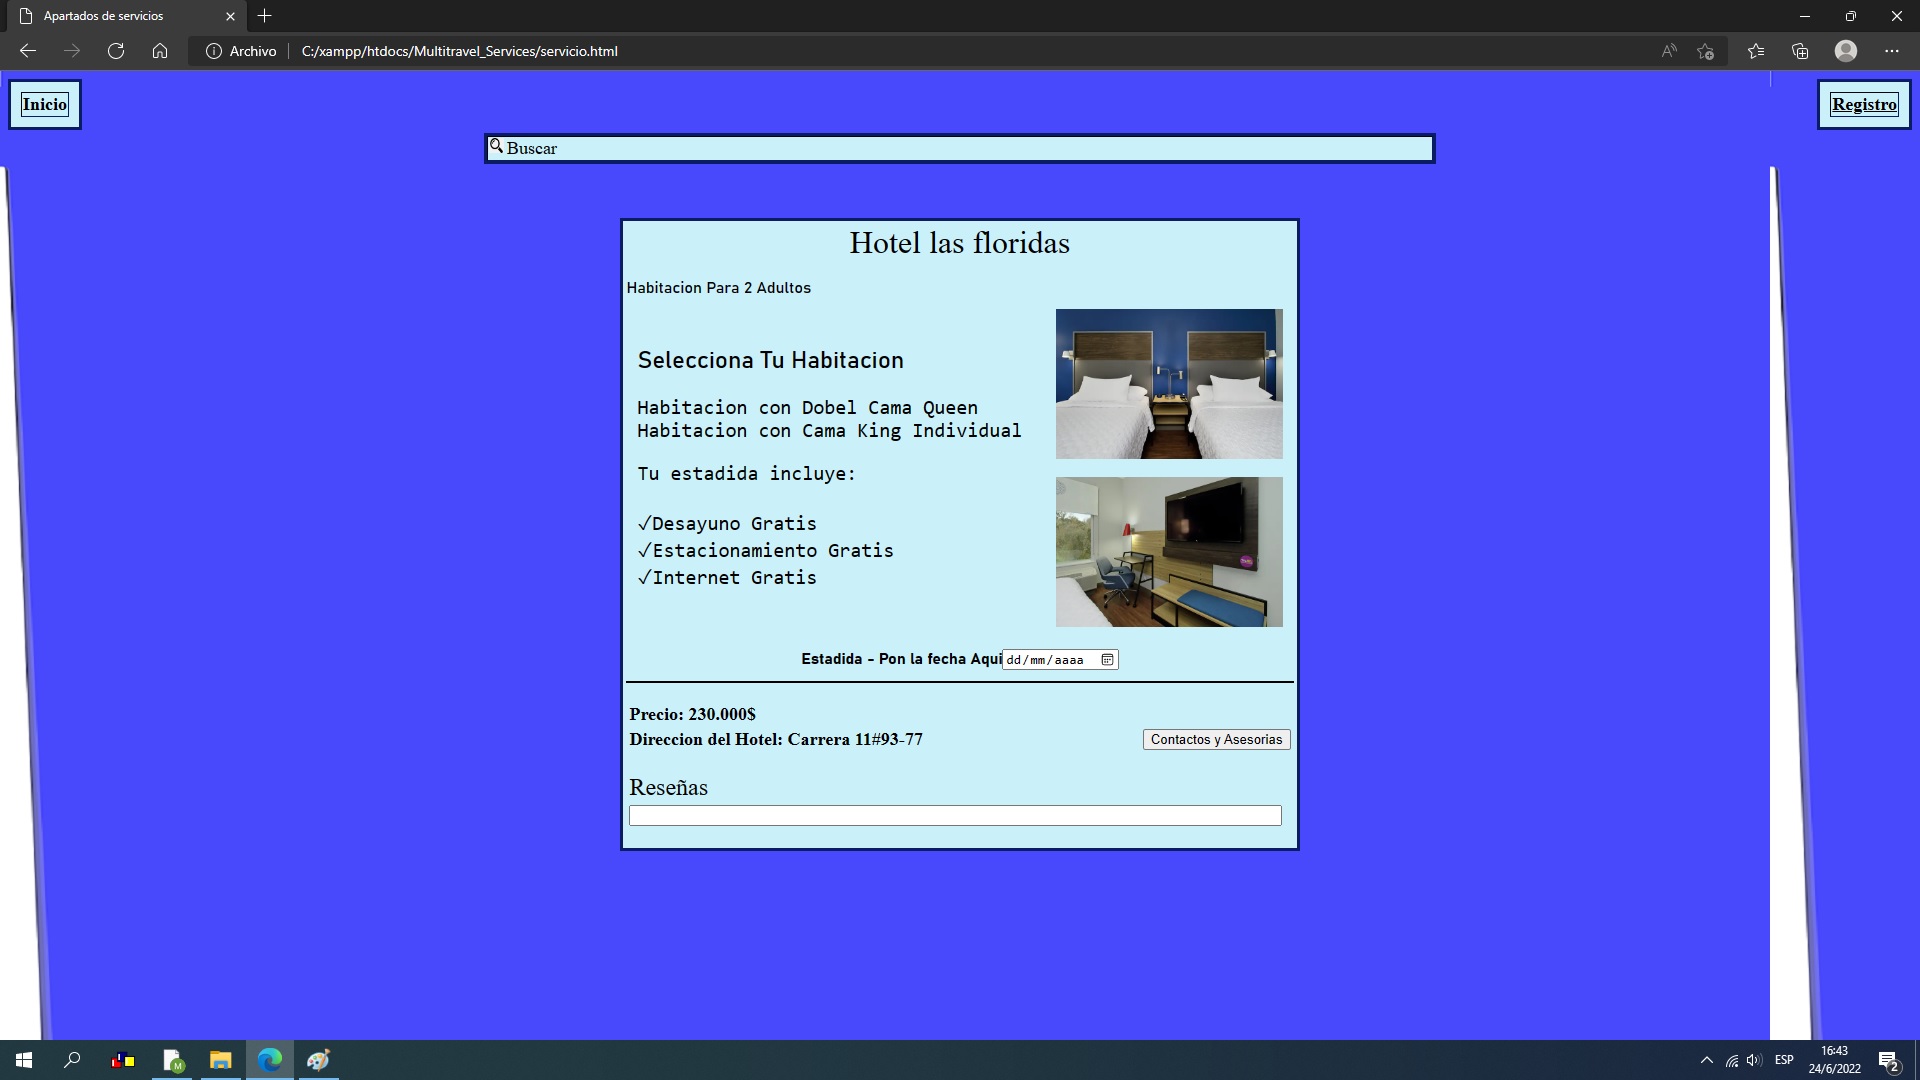 Apartados de servicios
Archivo
C:/xampp/htdocs/Multitravel_Services/servicio.html
Inicio
Registro
Buscar
Hotel las floridas
Habitacion Para 2 Adultos
Selecciona Tu Habitacion
Habitacion con Dobel Cama Queen
Habitacion con Cama King Individual
Tu estadida incluye:
✓Desayuno Gratis
✓Estacionamiento Gratis
✓Internet Gratis
Estadida - Pon la fecha Aqui dd/mm/aaaa
Precio: 230.000$
Direccion del Hotel: Carrera 11#93-77
Contactos y Asesorias
Reseñas
ESP
16:43
24/6/2022
2